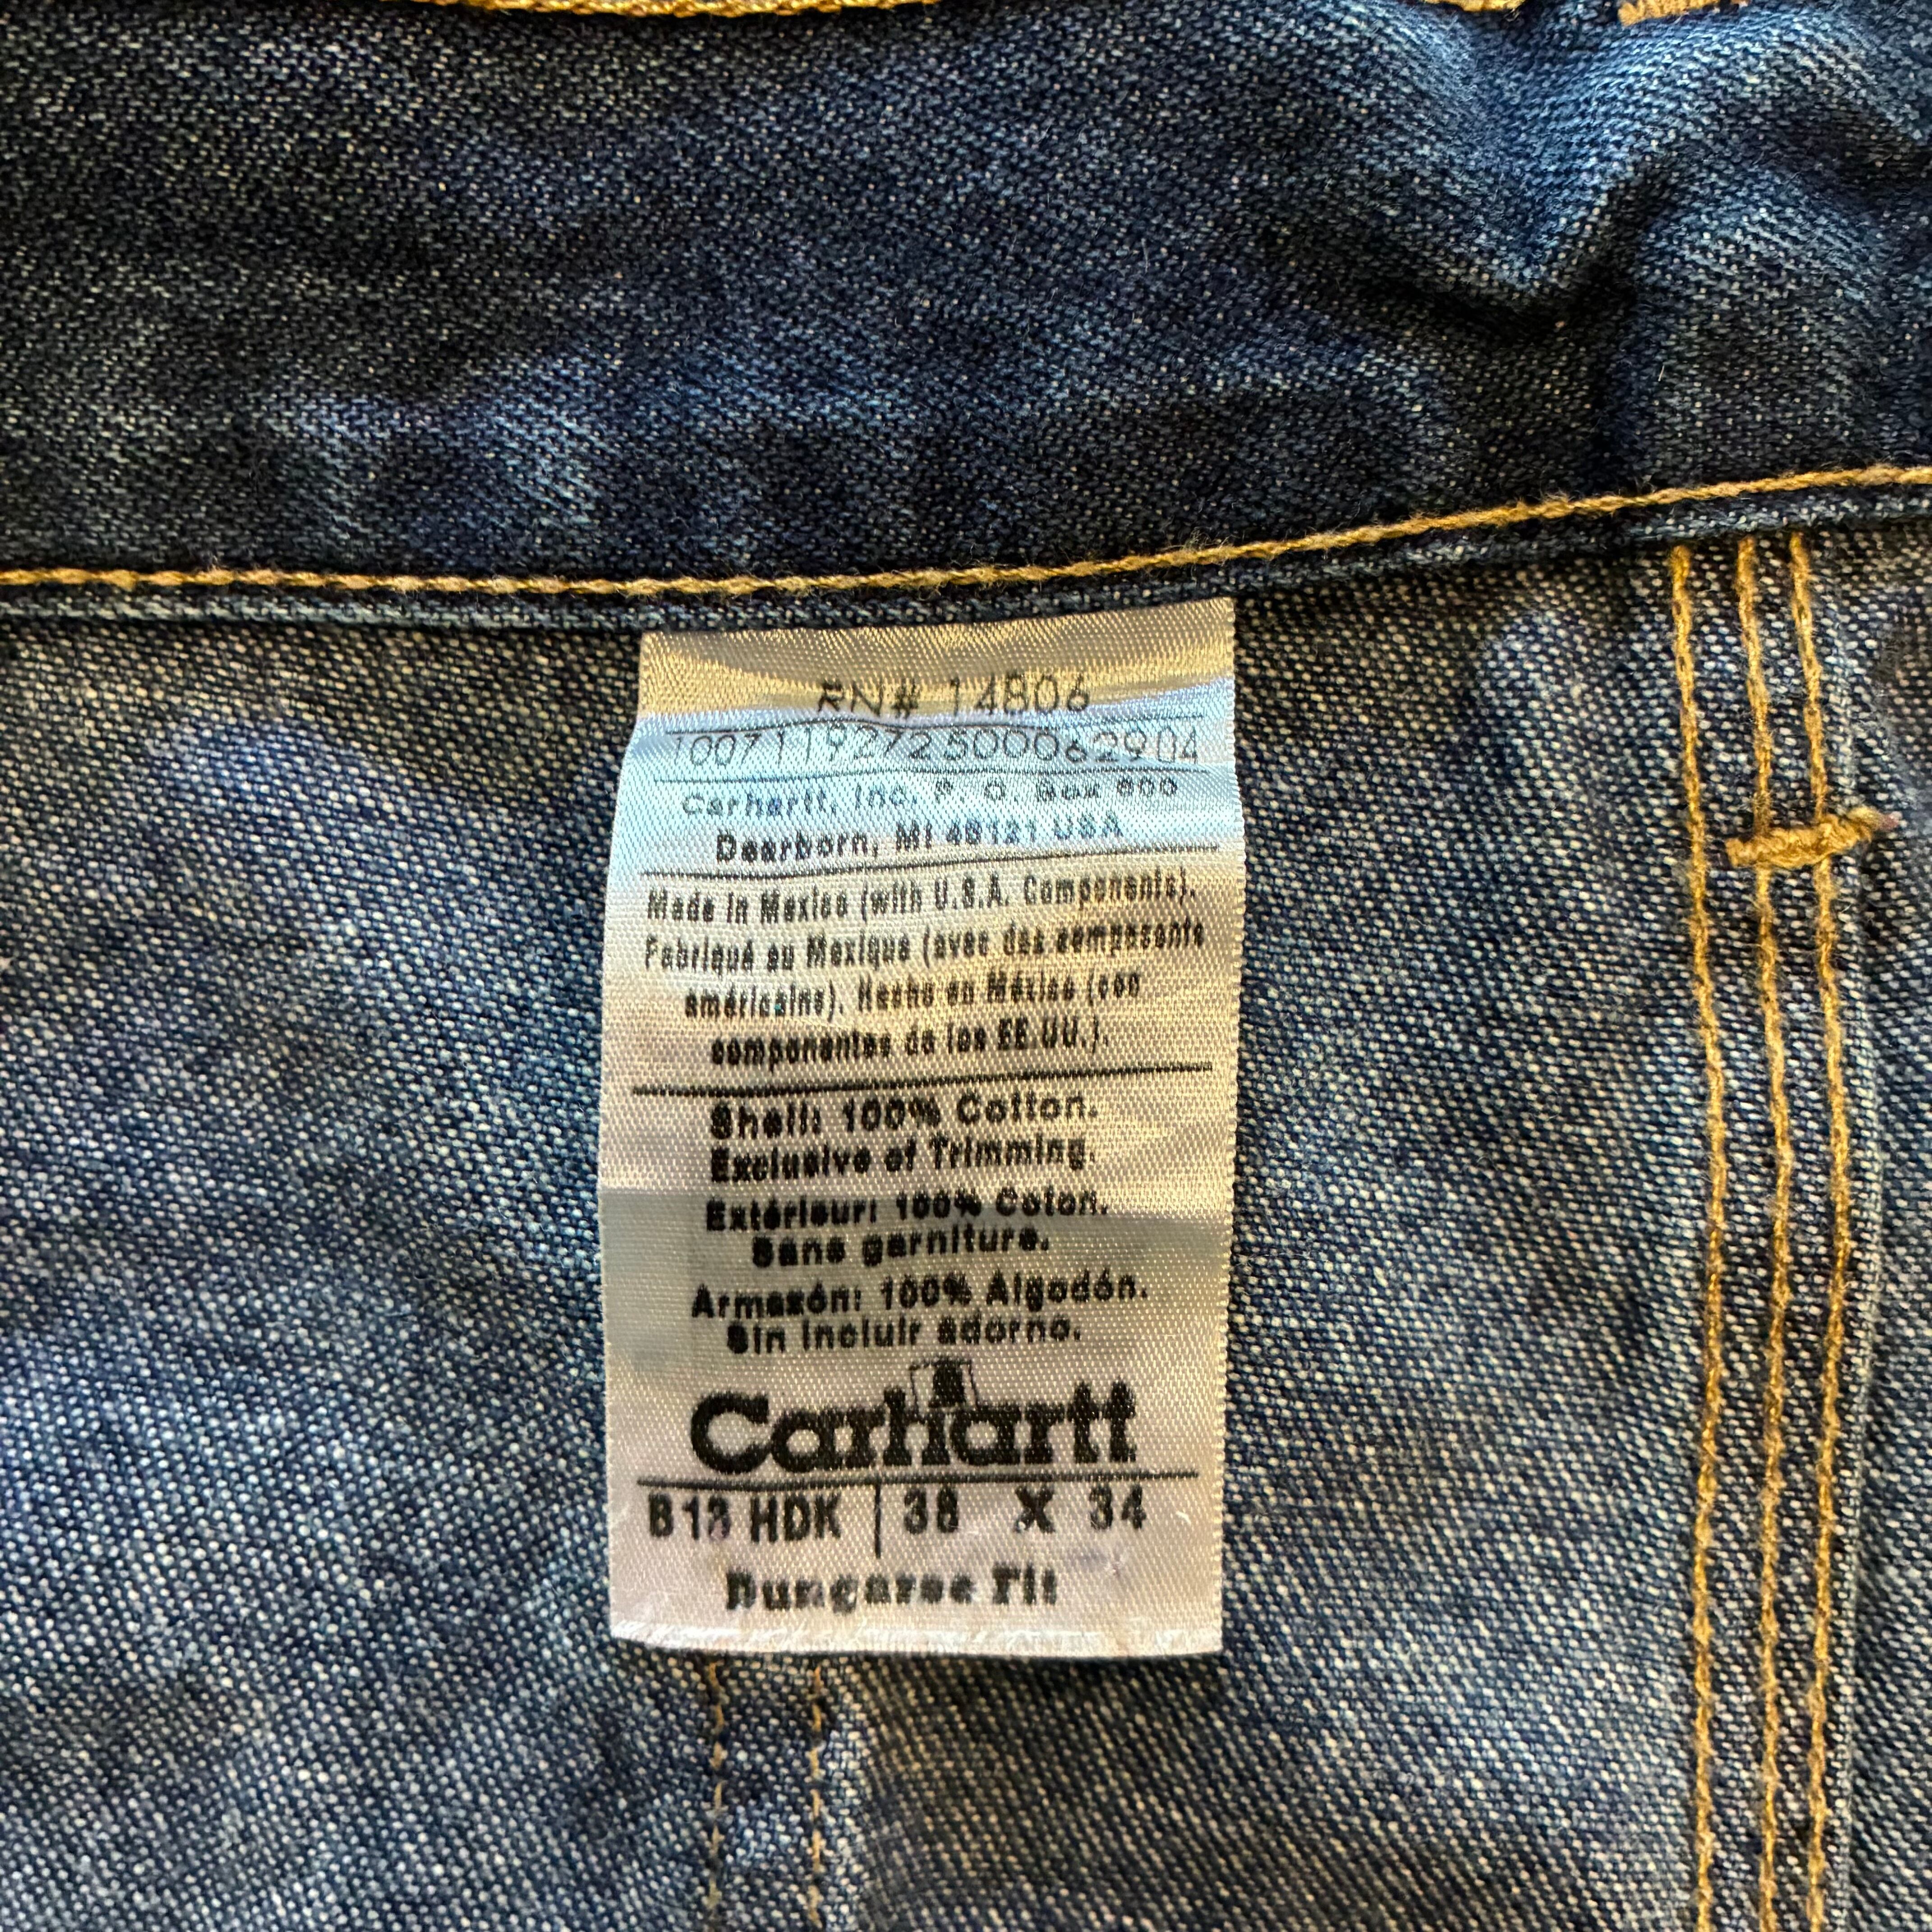 RN# 14806
10071192725000062904
Carhartt, Inc. P. O. Box 600
Dearborn, MI 48121 USA
Made in Mexico (with U.S.A. Components).
Fabriqué au Mexique (avec des composants
américains). Hecho en México (con
componentes de los EE.UU.).
Shell: 100% Cotton.
Exclusive of Trimming.
Extérieur: 100% Coton.
Sans garniture.
Armazón: 100% Algodón.
Sin incluir adorno.
Carhartt
B13 HDK | 38 X 34
Dungaree Fit